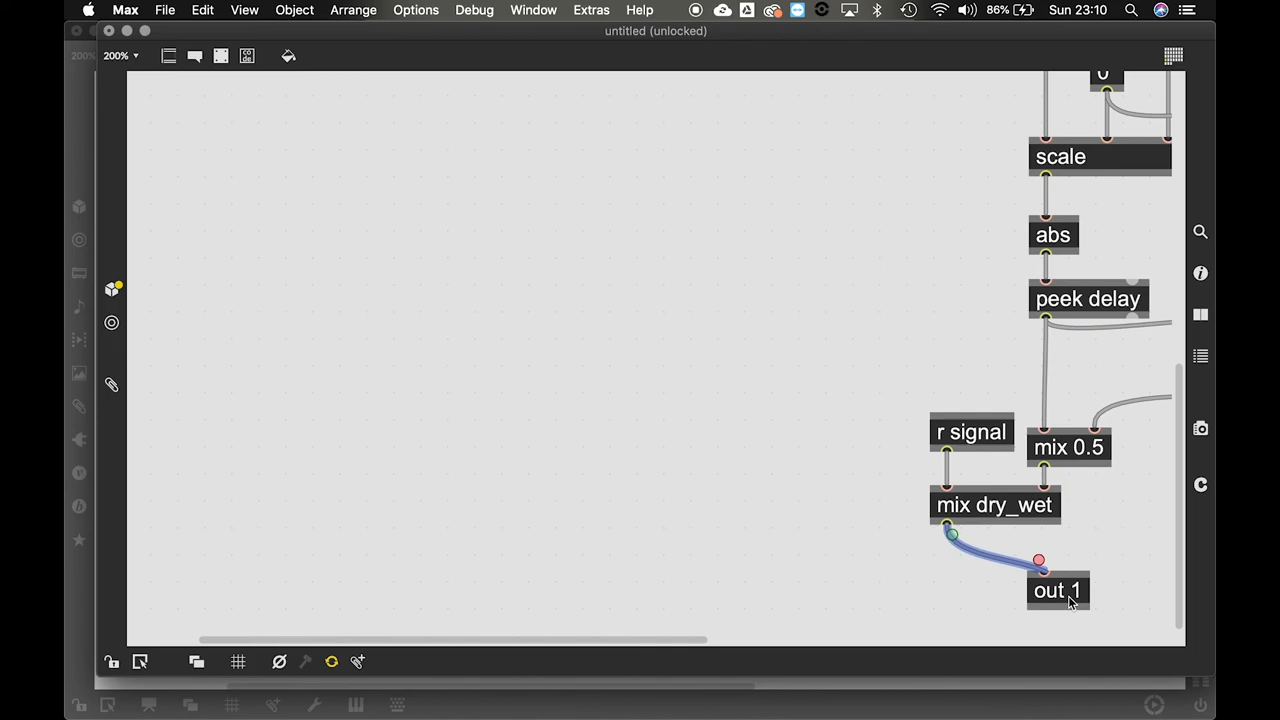 Max File Edit View Object Arrange Options Debug Window Extras Help 86% Sun 23:10
untitled (unlocked)
200%
200%
0
scale
abs
peek delay
r signal
mix 0.5
mix dry_wet
out 1